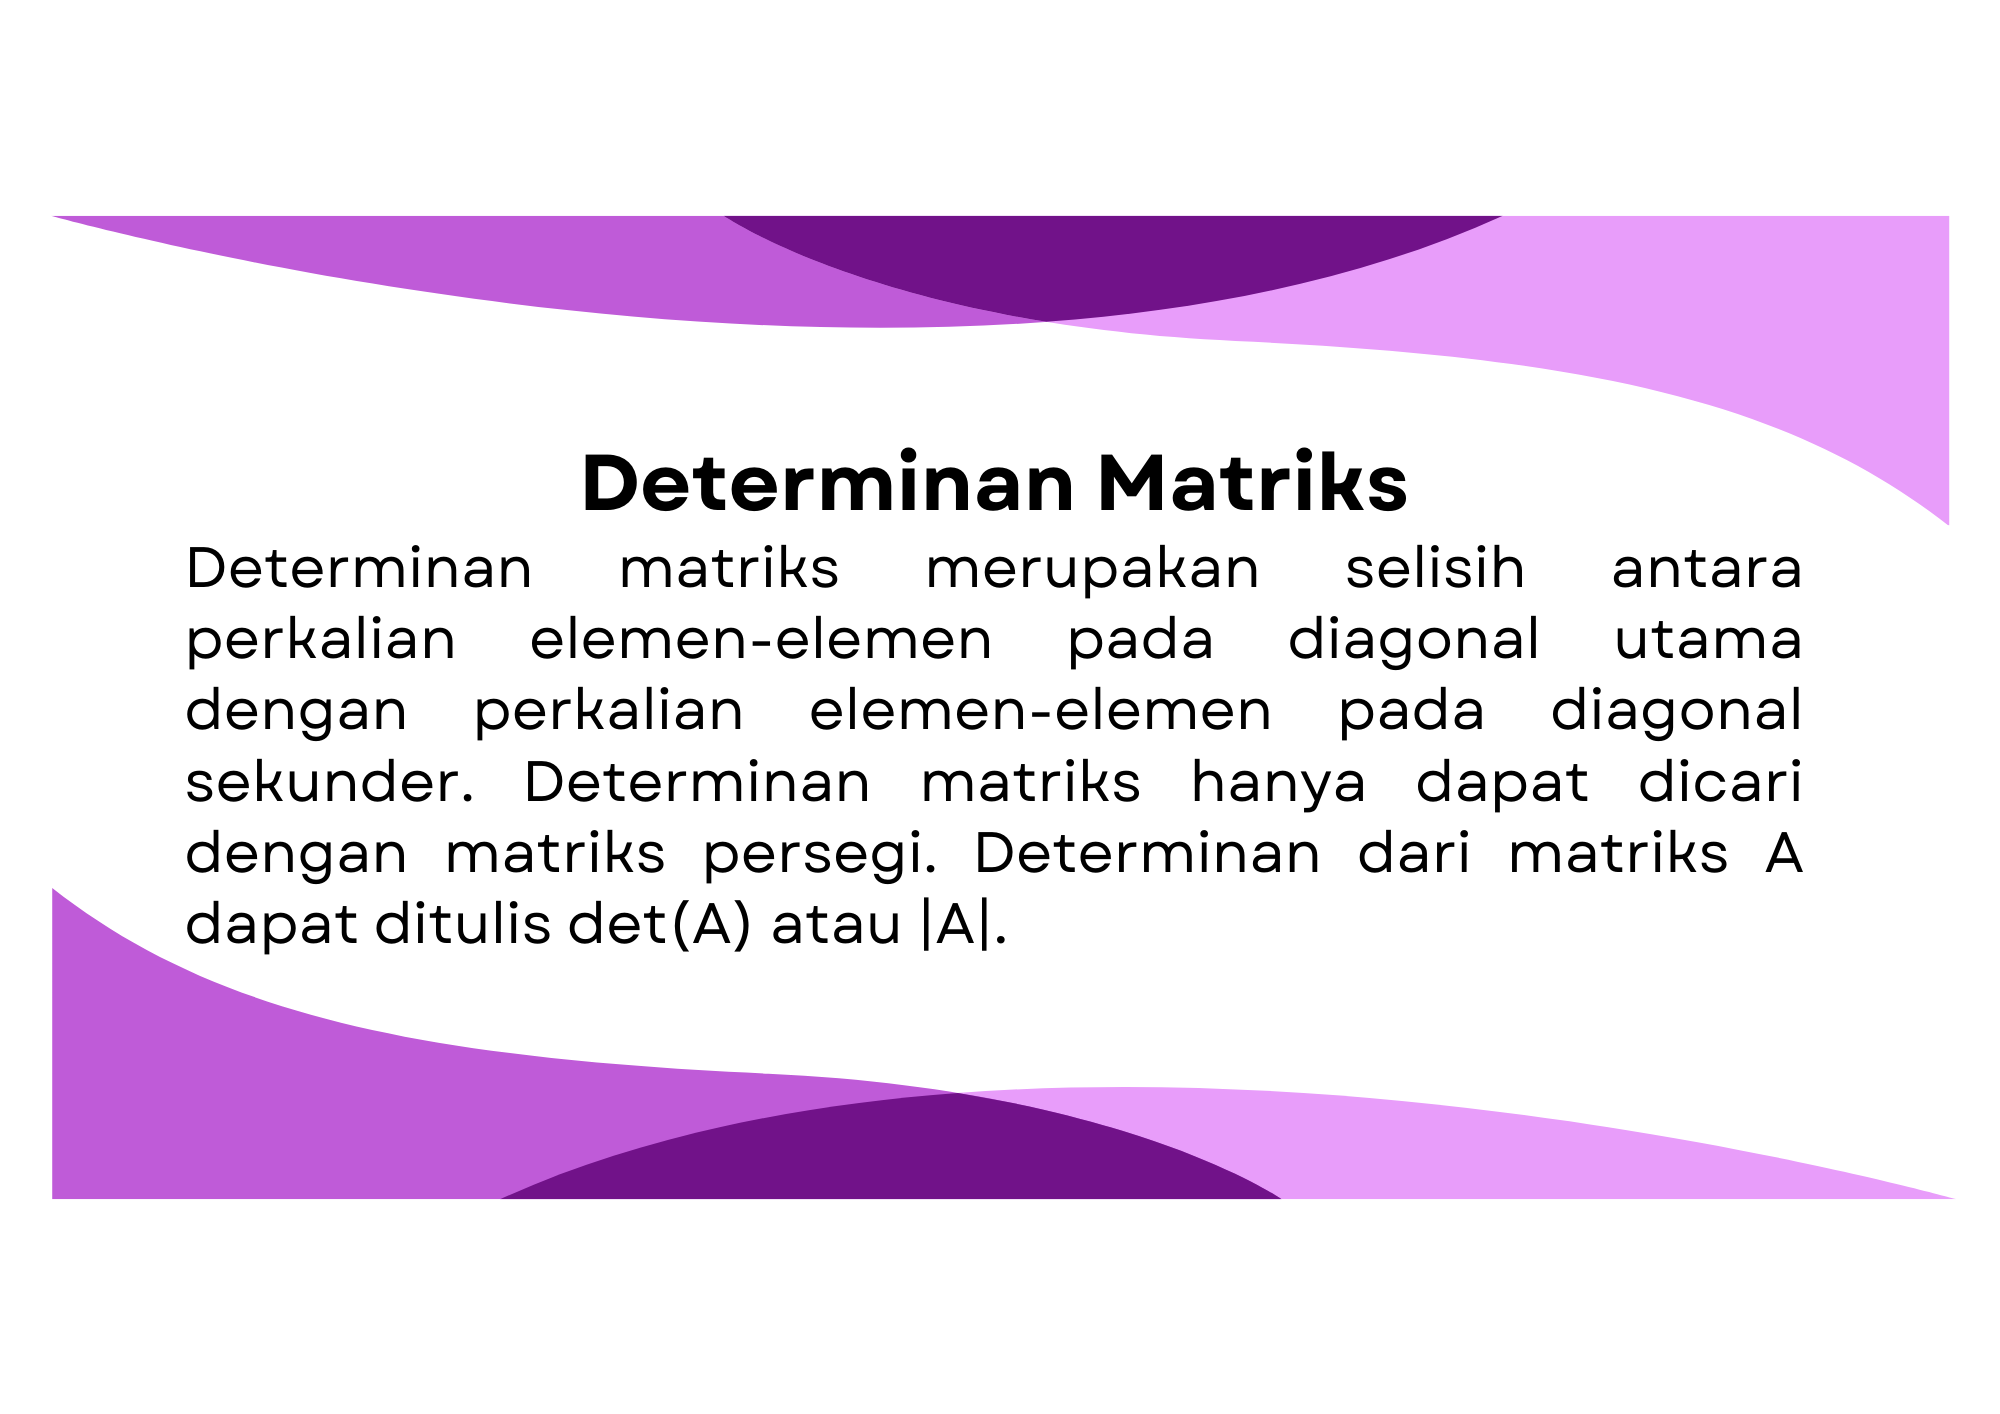 Determinan Matriks
Determinan matriks merupakan selisih antara
perkalian elemen-elemen pada diagonal utama
dengan perkalian elemen-elemen pada diagonal
sekunder. Determinan matriks hanya dapat dicari
dengan matriks persegi. Determinan dari matriks A
dapat ditulis det(A) atau |A|.